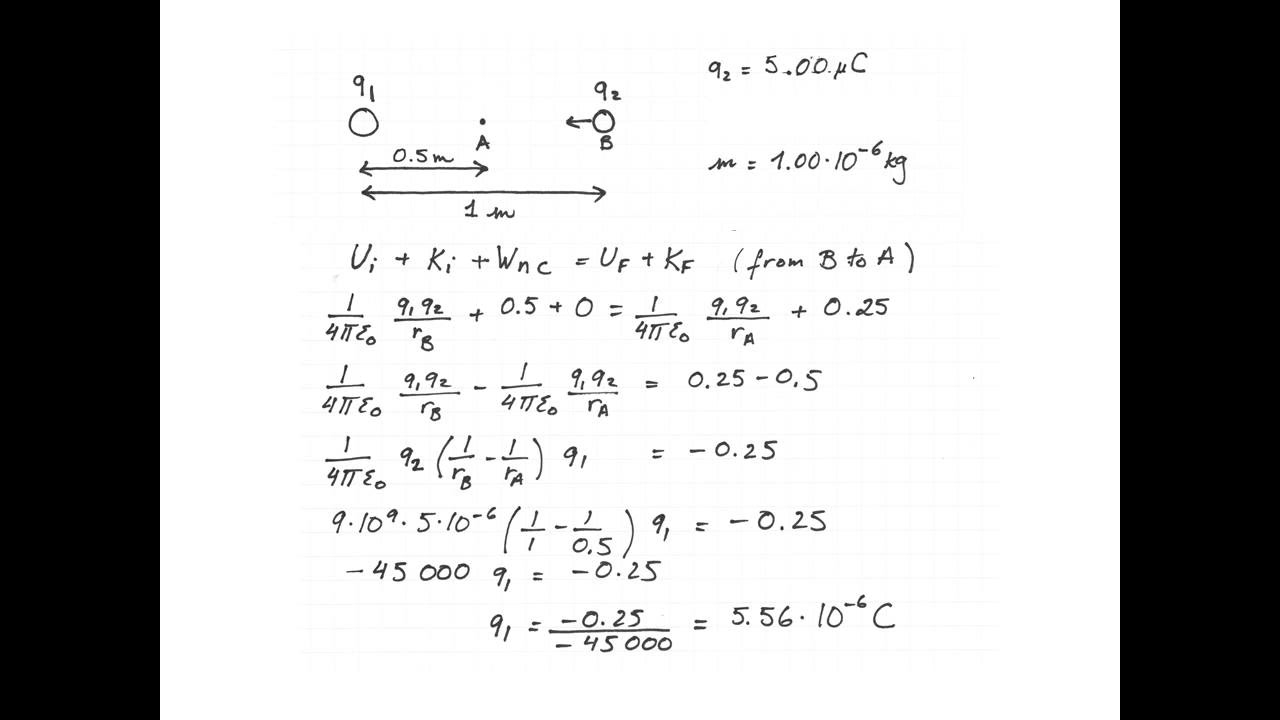 q₁
q₂
A
B
0.5m
1 m
q₂ = 5.00 μC
m = 1.00·10⁻⁶ kg
Uᵢ + Kᵢ + Wnc = UF + KF (from B to A)
1/4πε₀ q₁q₂/rB + 0.5 + 0 = 1/4πε₀ q₁q₂/rA + 0.25
1/4πε₀ q₁q₂/rB - 1/4πε₀ q₁q₂/rA = 0.25 - 0.5
1/4πε₀ q₂ (1/rB - 1/rA) q₁ = -0.25
9·10⁹·5·10⁻⁶ (1/1 - 1/0.5) q₁ = -0.25
-45 000 q₁ = -0.25
q₁ = -0.25/-45 000 = 5.56·10⁻⁶ C